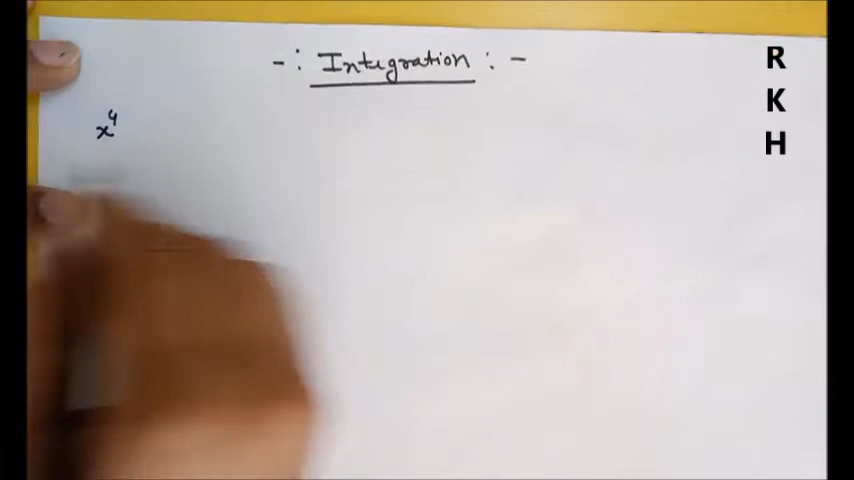 -: Integration :-
x⁴
R
K
H